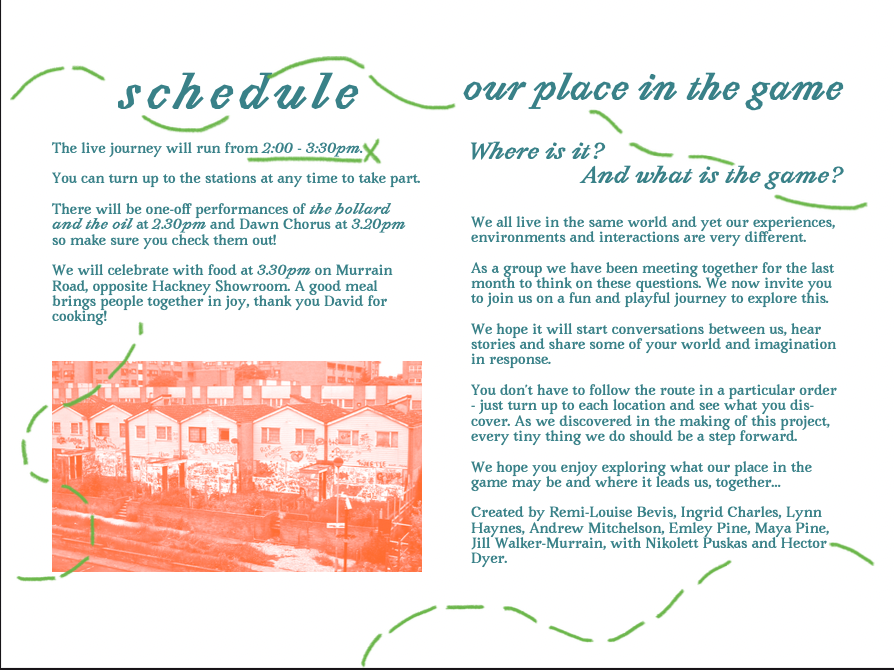 schedule
The live journey will run from 2:00 - 3:30pm.
You can turn up to the stations at any time to take part.
There will be one-off performances of the bollard
and the oil at 2.30pm and Dawn Chorus at 3.20pm
so make sure you check them out!
We will celebrate with food at 3.30pm on Murrain
Road, opposite Hackney Showroom. A good meal
brings people together in joy, thank you David for
cooking!
our place in the game
Where is it?
And what is the game?
We all live in the same world and yet our experiences,
environments and interactions are very different.
As a group we have been meeting together for the last
month to think on these questions. We now invite you
to join us on a fun and playful journey to explore this.
We hope it will start conversations between us, hear
stories and share some of your world and imagination
in response.
You don't have to follow the route in a particular order
- just turn up to each location and see what you dis-
cover. As we discovered in the making of this project,
every tiny thing we do should be a step forward.
We hope you enjoy exploring what our place in the
game may be and where it leads us, together...
Created by Remi-Louise Bevis, Ingrid Charles, Lynn
Haynes, Andrew Mitchelson, Emley Pine, Maya Pine,
Jill Walker-Murrain, with Nikolett Puskas and Hector
Dyer.